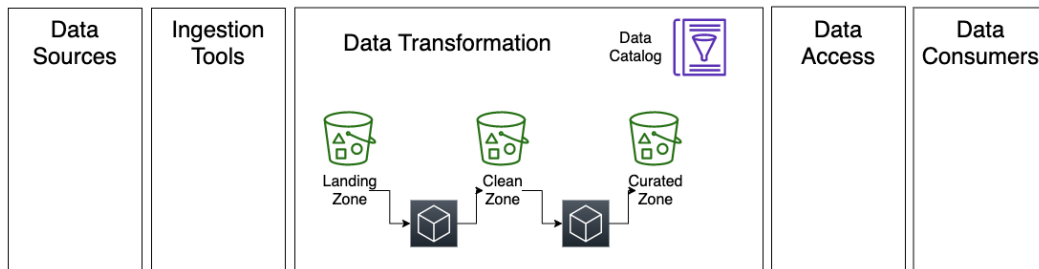 Data
Sources
Ingestion
Tools
Data Transformation
Data
Catalog
Data
Access
Data
Consumers
Landing
Zone
Clean
Zone
Curated
Zone